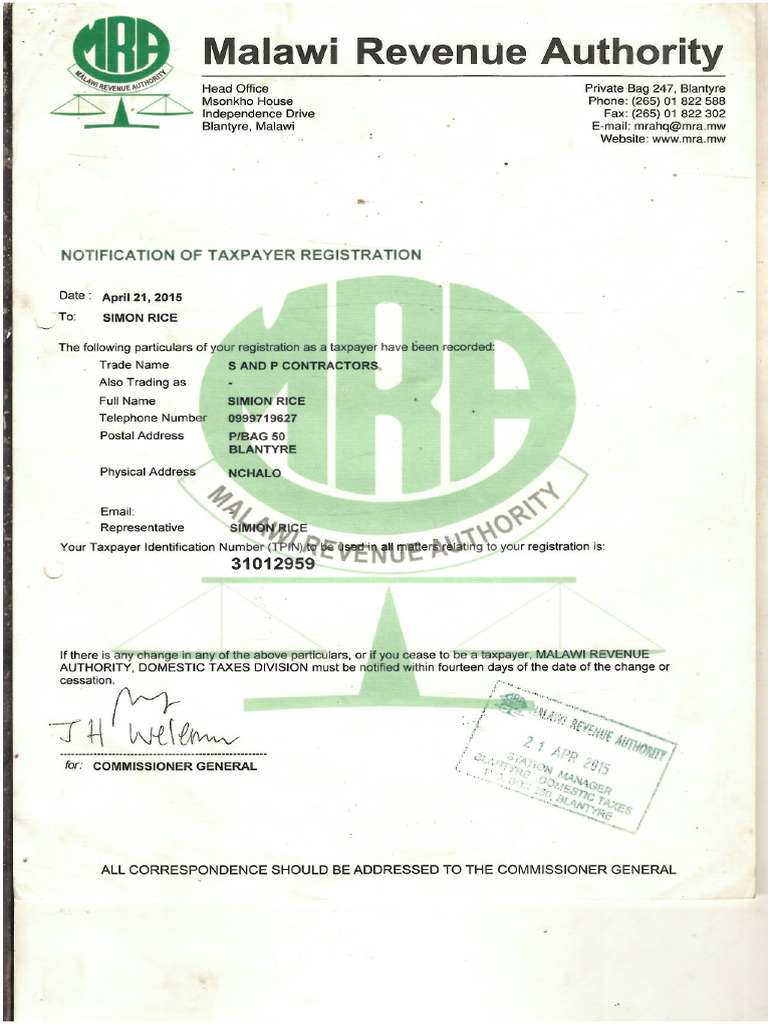 MRA
MALAWI REVENUE AUTHORITY
Malawi Revenue Authority
Head Office
Msonkho House
Independence Drive
Blantyre, Malawi
Private Bag 247, Blantyre
Phone: (265) 01 822 588
Fax: (265) 01 822 302
E-mail: mrahq@mra.mw
Website: www.mra.mw
NOTIFICATION OF TAXPAYER REGISTRATION
Date : April 21, 2015
To: SIMON RICE
The following particulars of your registration as a taxpayer have been recorded:
Trade Name S AND P CONTRACTORS
Also Trading as -
Full Name SIMION RICE
Telephone Number 0999719627
Postal Address P/BAG 50
BLANTYRE
Physical Address NCHALO
Email: -
Representative SIMION RICE
Your Taxpayer Identification Number (TPIN) to be used in all matters relating to your registration is:
31012959
MRA
MALAWI REVENUE AUTHORITY
If there is any change in any of the above particulars, or if you cease to be a taxpayer, MALAWI REVENUE
AUTHORITY, DOMESTIC TAXES DIVISION must be notified within fourteen days of the date of the change or
cessation.
J H
for: COMMISSIONER GENERAL
MRA MALAWI REVENUE AUTHORITY
21 APR 2015
STATION MANAGER
BLANTYRE DOMESTIC TAXES
P.O. BOX 350, BLANTYRE
ALL CORRESPONDENCE SHOULD BE ADDRESSED TO THE COMMISSIONER GENERAL